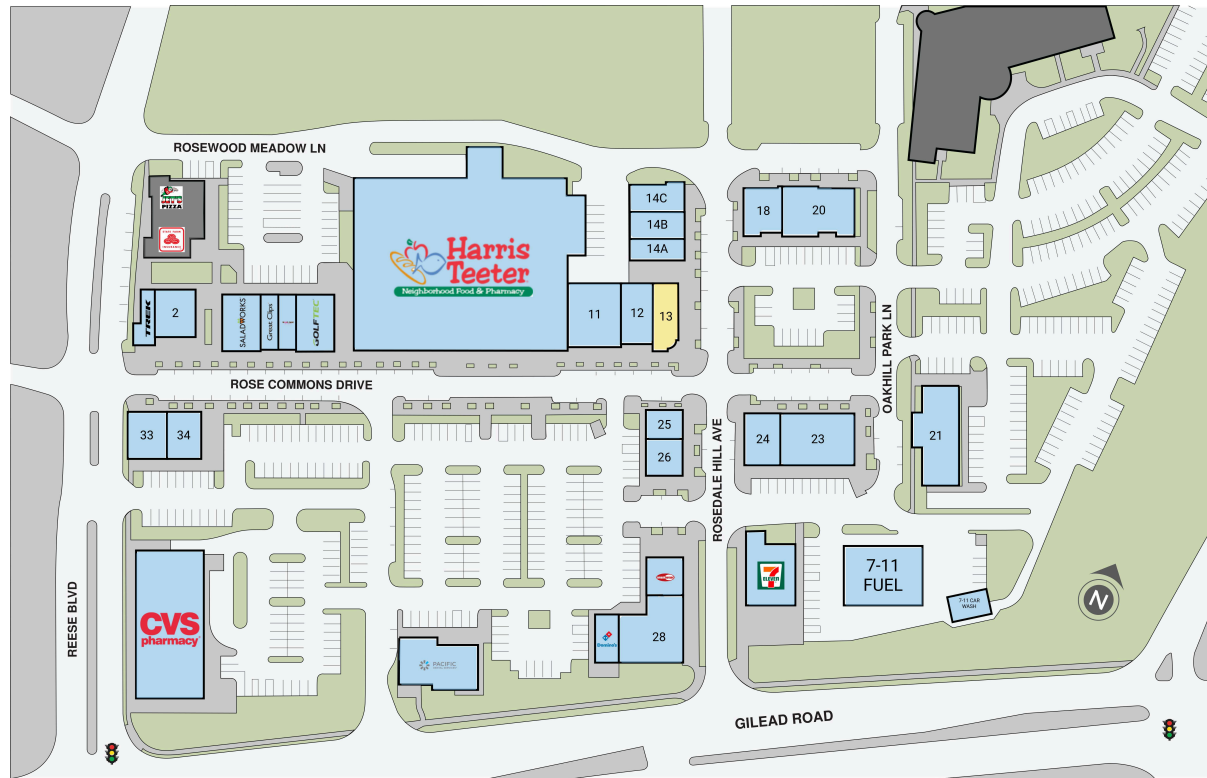 ROSEWOOD MEADOW LN
PIZZA
STATE FARM
INSURANCE
14C
14B
14A
18
20
Harris
Teeter
Neighborhood Food & Pharmacy
TREK
2
SALADWORKS
Great Clips
GOLFTEC
11
12
13
OAKHILL PARK LN
ROSE COMMONS DRIVE
33
34
25
26
ROSEDALE HILL AVE
24
23
21
REESE BLVD
CVS
pharmacy
PACIFIC
Domino's
28
7
ELEVEN
7-11
FUEL
7-11 CAR
WASH
N
GILEAD ROAD